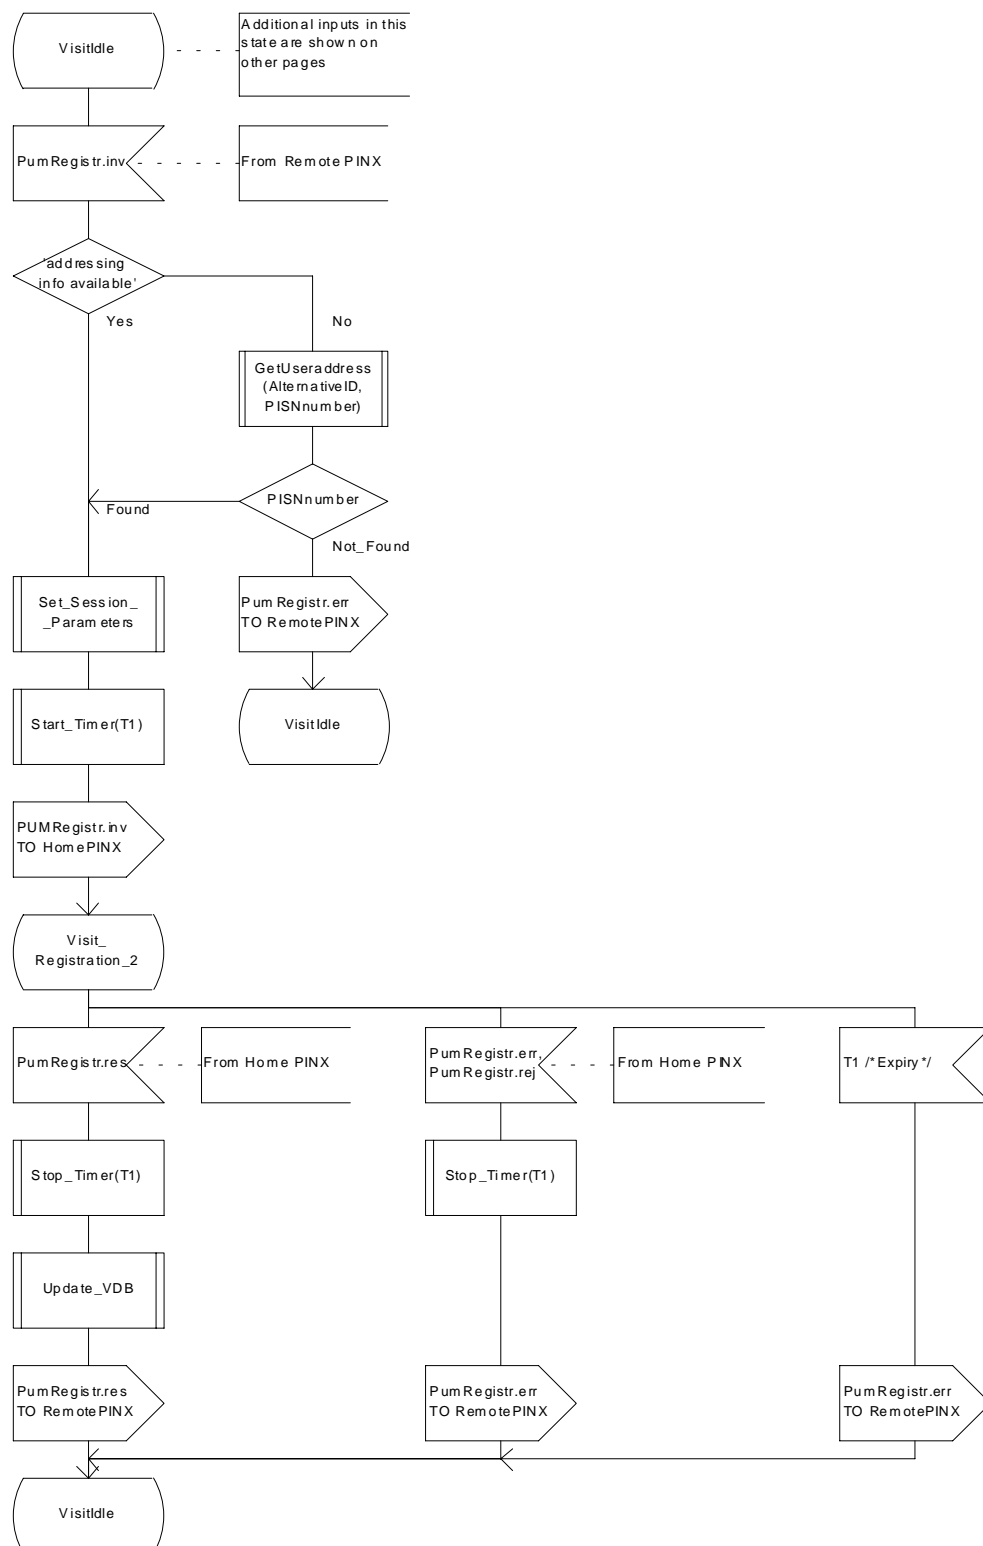 VisitIdle
Additional inputs in this
state are shown on
other pages
PumRegistr.inv
From Remote PINX
'addressing
info available'
Yes
No
GetUseraddress
(AlternativeID,
PISNnumber)
PISNnumber
Found
Not_Found
Set_Session_
_Parameters
PumRegistr.err
TO RemotePINX
Start_Timer(T1)
VisitIdle
PUMRegistr.inv
TO HomePINX
Visit_
Registration_2
PumRegistr.res
From Home PINX
PumRegistr.err,
PumRegistr.rej
From Home PINX
T1 /*Expiry*/
Stop_Timer(T1)
Stop_Timer(T1)
Update_VDB
PumRegistr.res
TO RemotePINX
PumRegistr.err
TO RemotePINX
PumRegistr.err
TO RemotePINX
VisitIdle